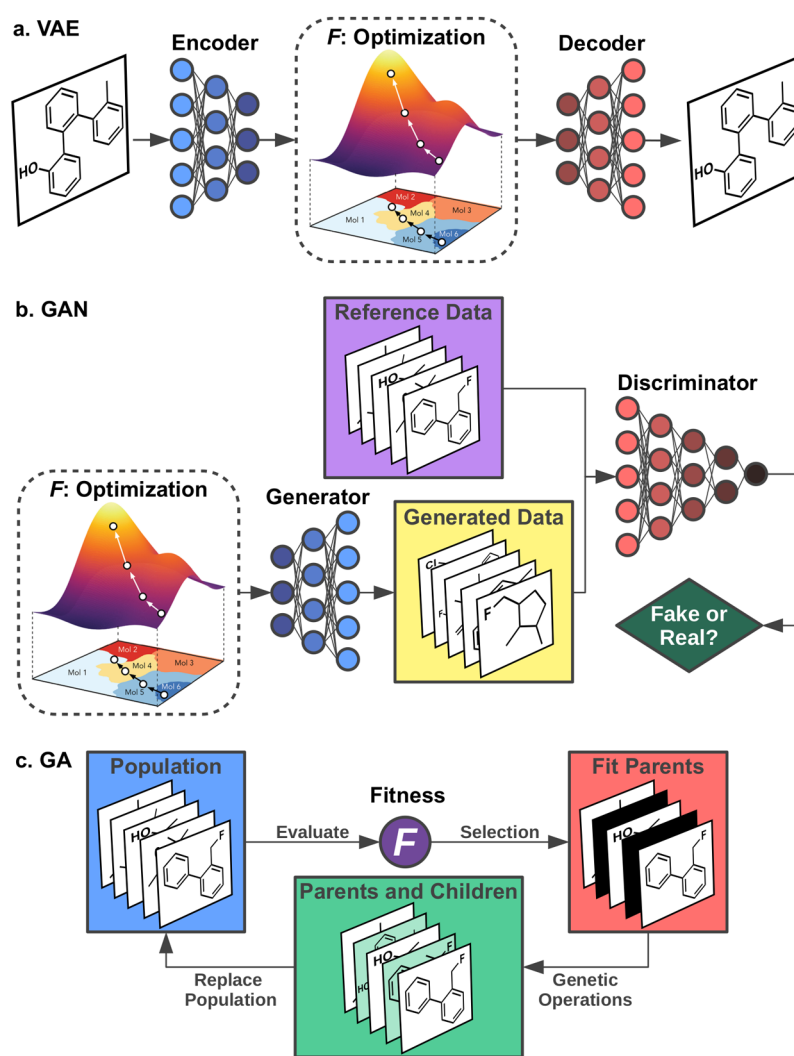 a. VAE
Encoder
F: Optimization
Decoder
HO
Mol 1
Mol 2
Mol 3
Mol 4
Mol 5
Mol 6
HO
b. GAN
Reference Data
HO
F
Discriminator
F: Optimization
Generator
Generated Data
Cl
F
F
Mol 1
Mol 2
Mol 3
Mol 4
Mol 5
Mol 6
Fake or
Real?
c. GA
Population
HO
F
Evaluate
Fitness
F
Selection
Fit Parents
HO
F
Parents and Children
HO
F
F
HO
Replace
Population
Genetic
Operations